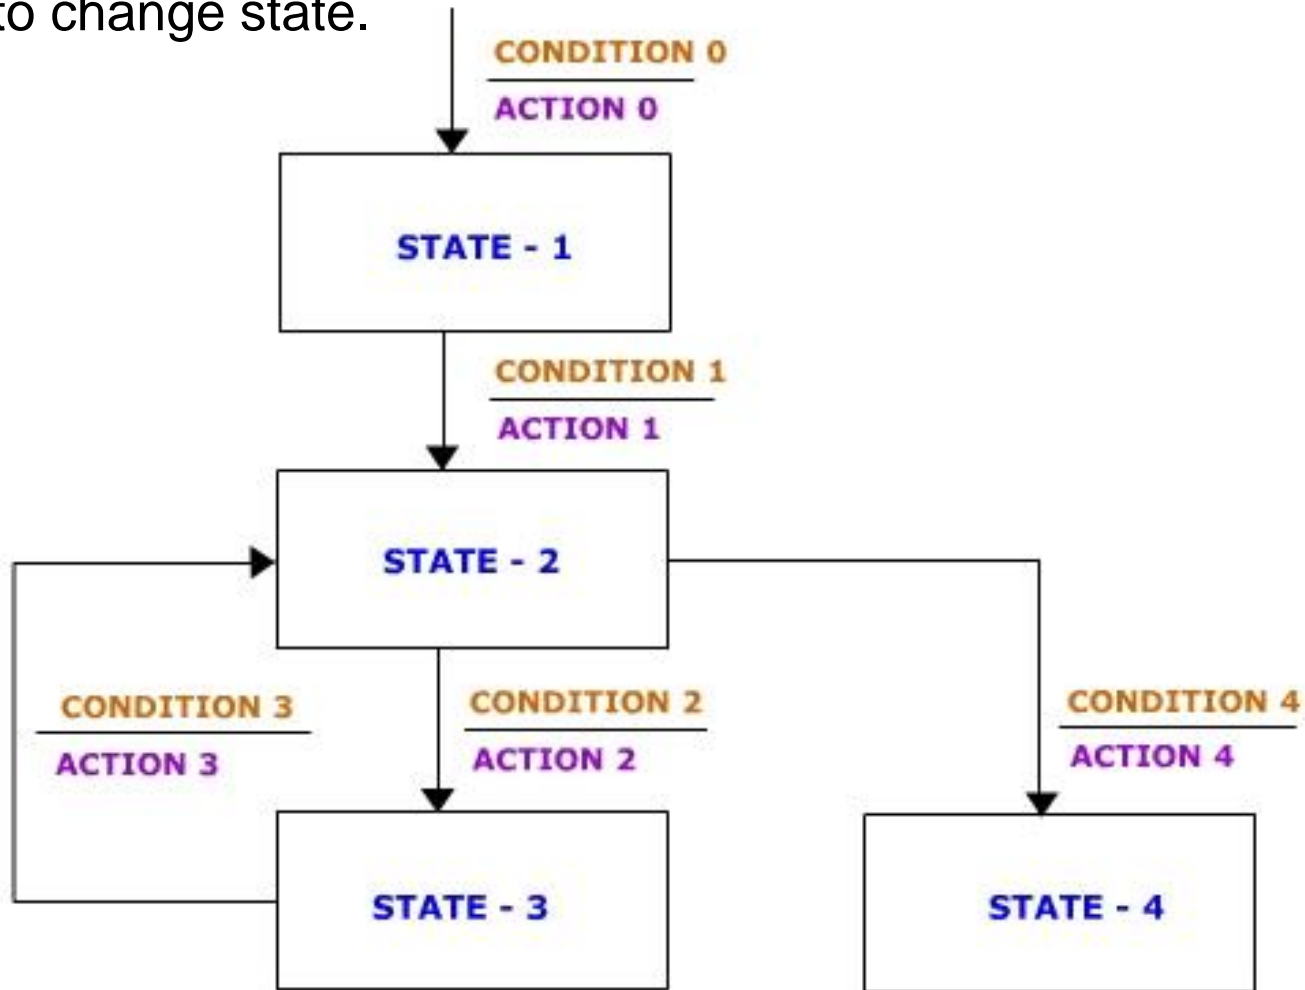 to change state.
CONDITION 0
ACTION 0
STATE - 1
CONDITION 1
ACTION 1
STATE - 2
CONDITION 3
ACTION 3
CONDITION 2
ACTION 2
CONDITION 4
ACTION 4
STATE - 3
STATE - 4